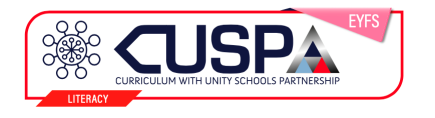 EYFS
CUSP
CURRICULUM WITH UNITY SCHOOLS PARTNERSHIP
LITERACY